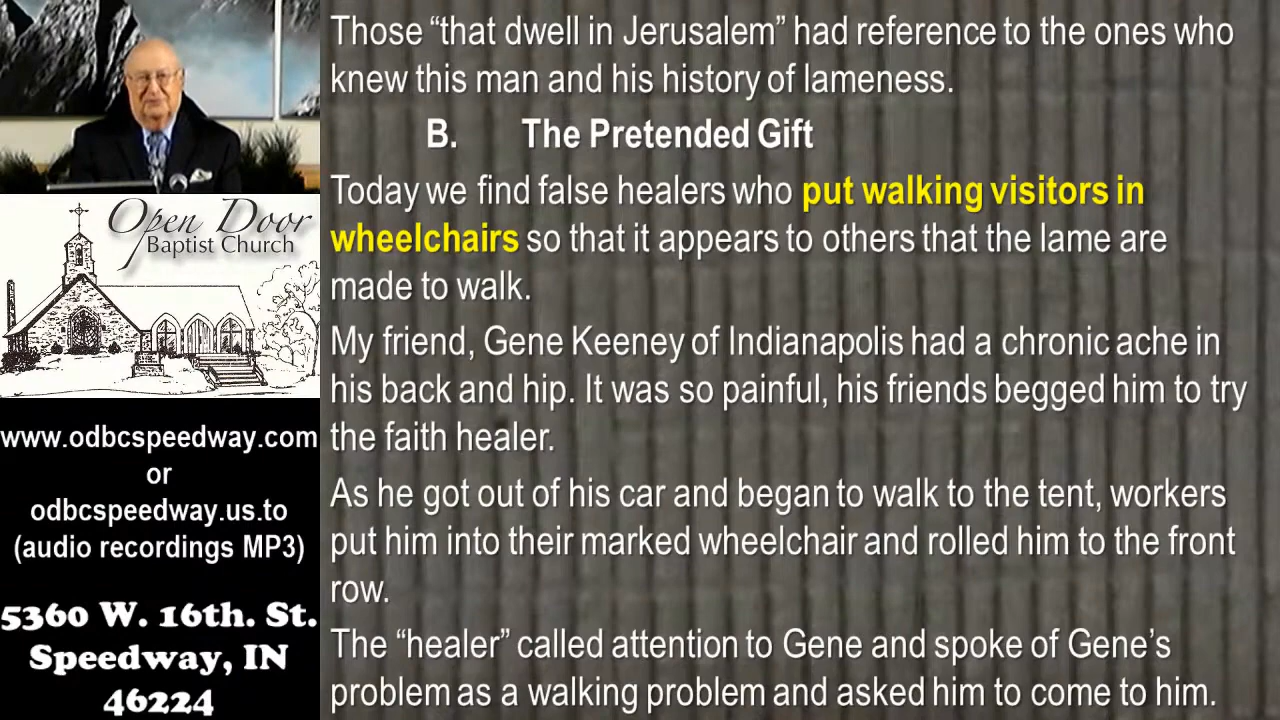 Those “that dwell in Jerusalem” had reference to the ones who
knew this man and his history of lameness.
B. The Pretended Gift
Today we find false healers who put walking visitors in
wheelchairs so that it appears to others that the lame are
made to walk.
My friend, Gene Keeney of Indianapolis had a chronic ache in
his back and hip. It was so painful, his friends begged him to try
the faith healer.
As he got out of his car and began to walk to the tent, workers
put him into their marked wheelchair and rolled him to the front
row.
The “healer” called attention to Gene and spoke of Gene’s
problem as a walking problem and asked him to come to him.
Open Door
Baptist Church
www.odbcspeedway.com
or
odbcspeedway.us.to
(audio recordings MP3)
5360 W. 16th. St.
Speedway, IN
46224